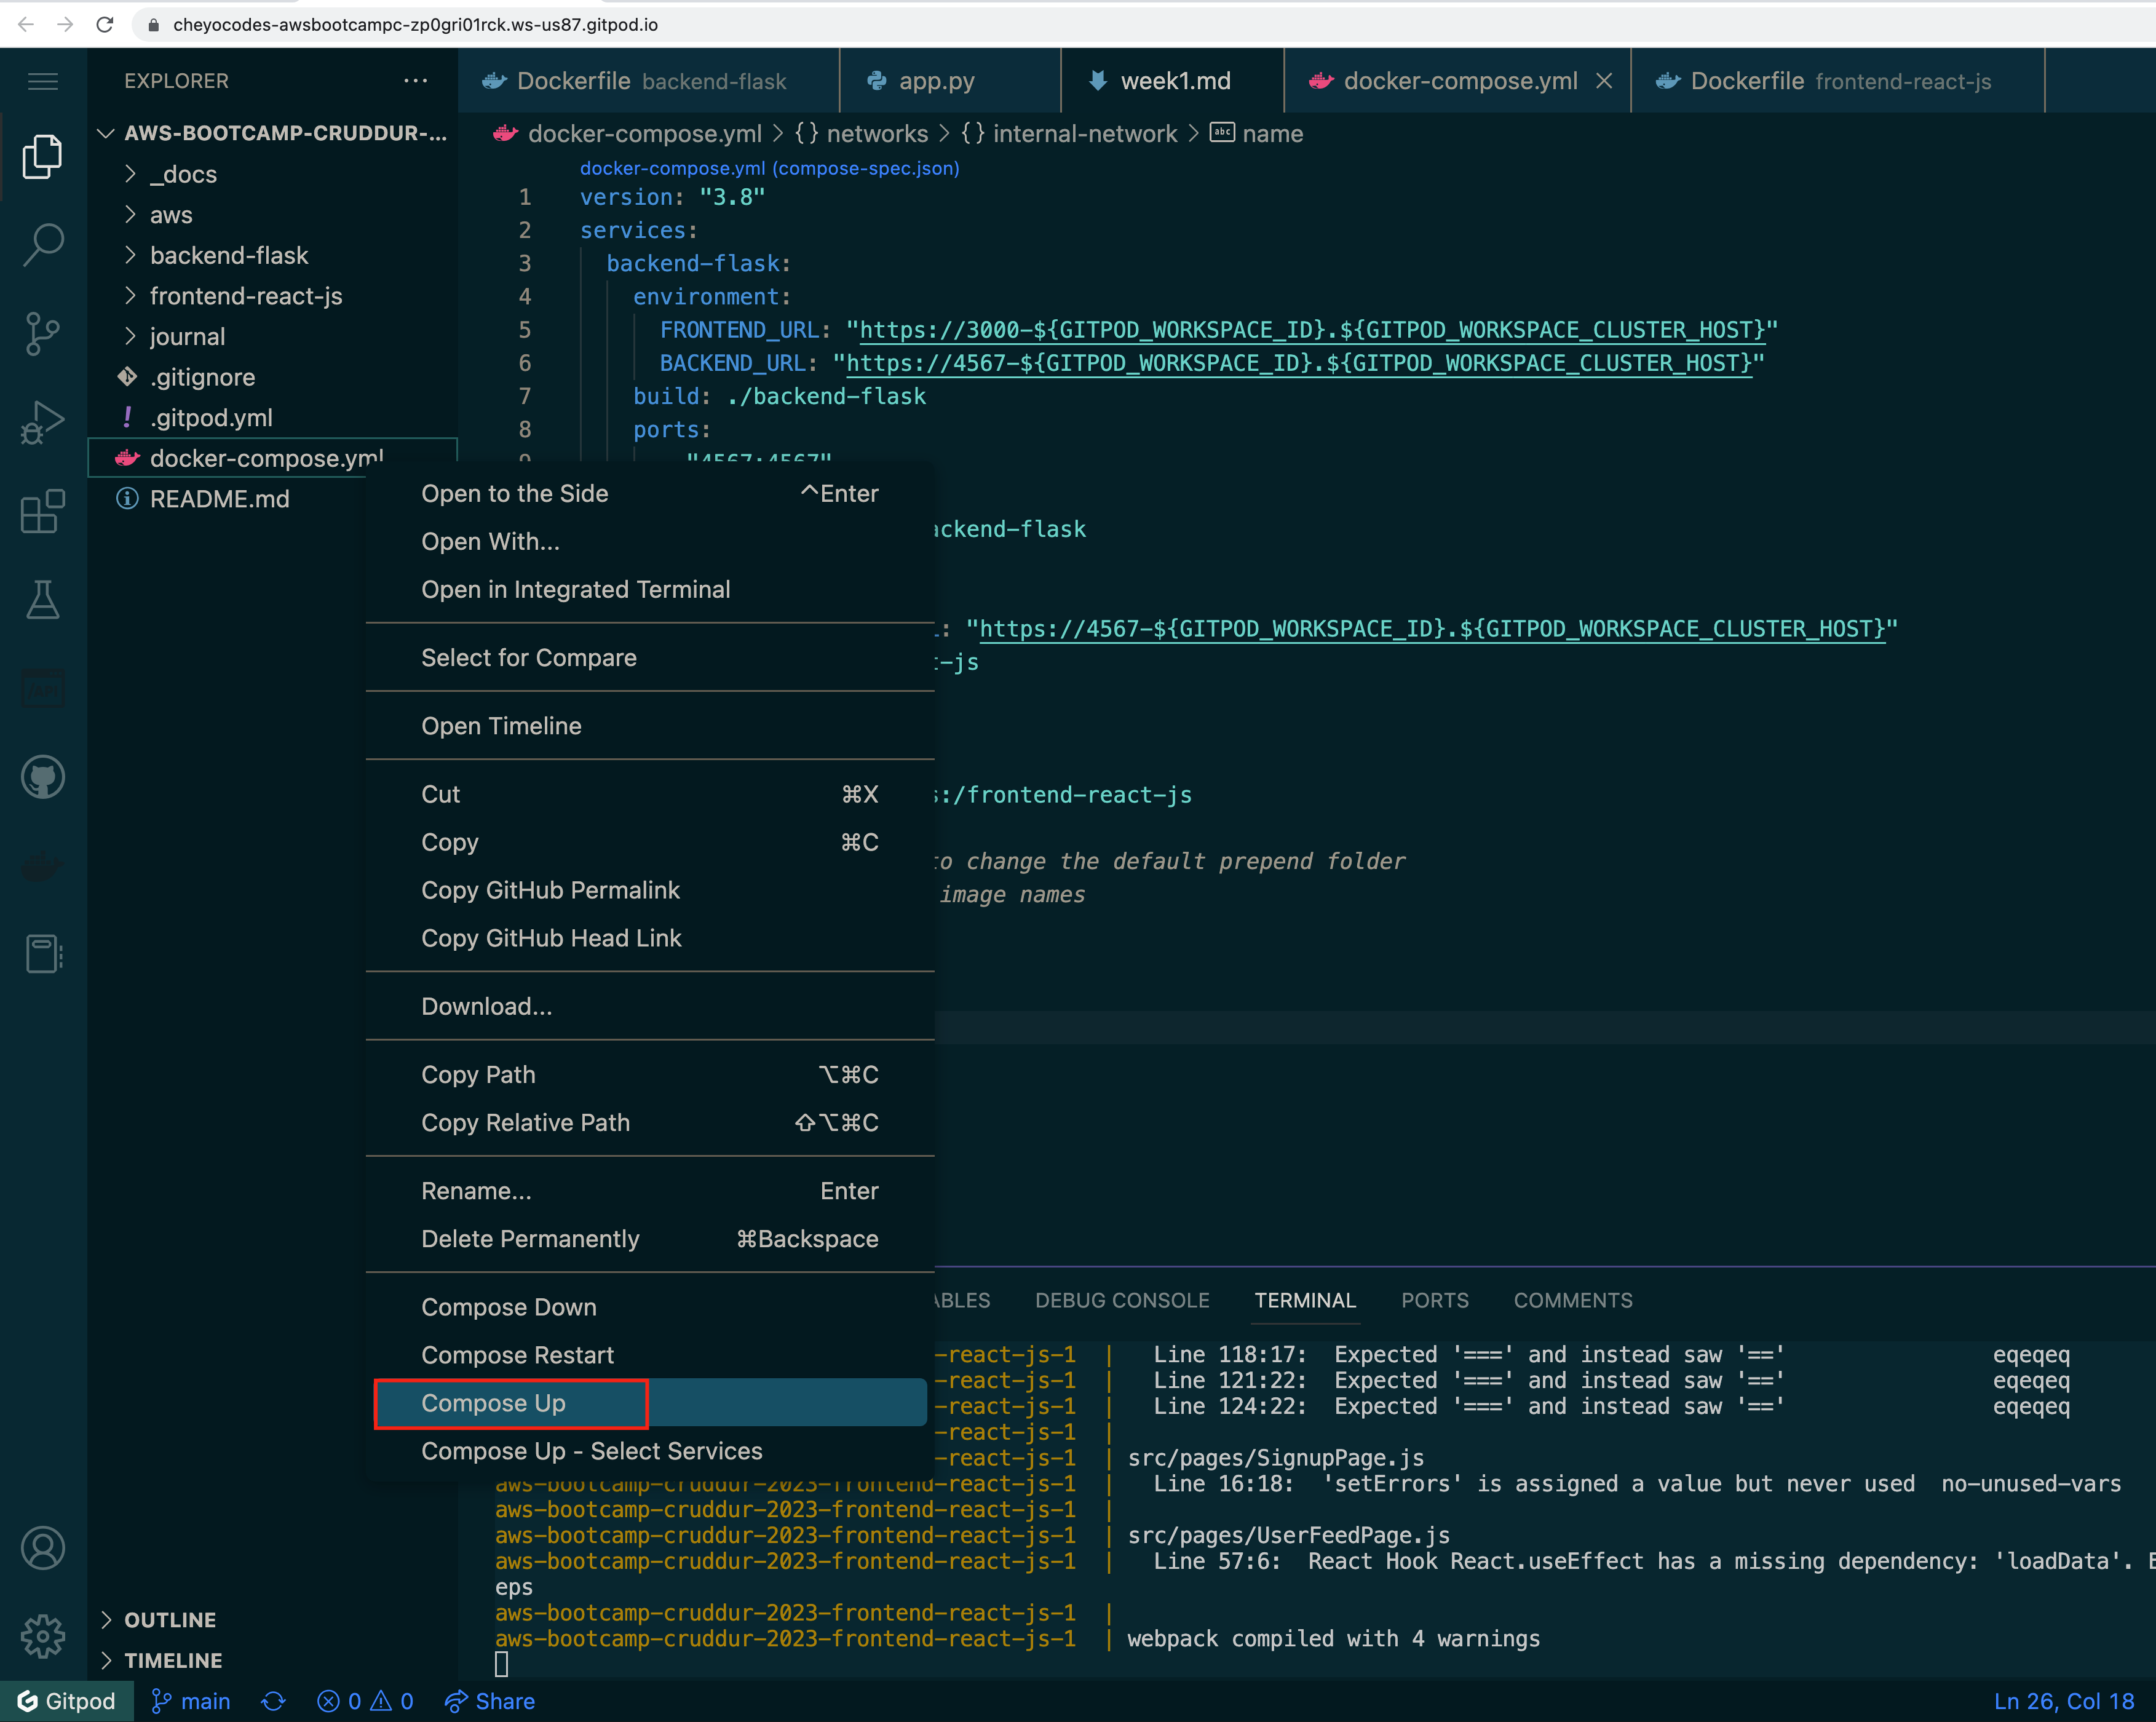 cheyocodes-awsbootcampc-zp0gri01rck.ws-us87.gitpod.io
EXPLORER
AWS-BOOTCAMP-CRUDDUR-...
_docs
aws
backend-flask
frontend-react-js
journal
.gitignore
.gitpod.yml
docker-compose.yml
README.md
OUTLINE
TIMELINE
Dockerfile backend-flask
app.py
week1.md
docker-compose.yml
Dockerfile frontend-react-js
docker-compose.yml > {} networks > {} internal-network > abc name
docker-compose.yml (compose-spec.json)
1 version: "3.8"
2 services:
3 backend-flask:
4 environment:
5 FRONTEND_URL: "https://3000-${GITPOD_WORKSPACE_ID}.${GITPOD_WORKSPACE_CLUSTER_HOST}"
6 BACKEND_URL: "https://4567-${GITPOD_WORKSPACE_ID}.${GITPOD_WORKSPACE_CLUSTER_HOST}"
7 build: ./backend-flask
8 ports:
9 "4567:4567"
ackend-flask
: "https://4567-${GITPOD_WORKSPACE_ID}.${GITPOD_WORKSPACE_CLUSTER_HOST}"
-js
:/frontend-react-js
to change the default prepend folder
image names
Open to the Side ^Enter
Open With...
Open in Integrated Terminal
Select for Compare
Open Timeline
Cut ⌘X
Copy ⌘C
Copy GitHub Permalink
Copy GitHub Head Link
Download...
Copy Path ⌥⌘C
Copy Relative Path ⇧⌥⌘C
Rename... Enter
Delete Permanently ⌘Backspace
Compose Down
Compose Restart
Compose Up
Compose Up - Select Services
ABLES
DEBUG CONSOLE
TERMINAL
PORTS
COMMENTS
-react-js-1 | Line 118:17: Expected '===' and instead saw '==' eqeqeq
-react-js-1 | Line 121:22: Expected '===' and instead saw '==' eqeqeq
-react-js-1 | Line 124:22: Expected '===' and instead saw '==' eqeqeq
-react-js-1 |
-react-js-1 | src/pages/SignupPage.js
aws-bootcamp-cruddur-2023-frontend-react-js-1 | Line 16:18: 'setErrors' is assigned a value but never used no-unused-vars
aws-bootcamp-cruddur-2023-frontend-react-js-1 |
aws-bootcamp-cruddur-2023-frontend-react-js-1 | src/pages/UserFeedPage.js
aws-bootcamp-cruddur-2023-frontend-react-js-1 | Line 57:6: React Hook React.useEffect has a missing dependency: 'loadData'. E
eps
aws-bootcamp-cruddur-2023-frontend-react-js-1 |
aws-bootcamp-cruddur-2023-frontend-react-js-1 | webpack compiled with 4 warnings
Gitpod
main
0
0
Share
Ln 26, Col 18